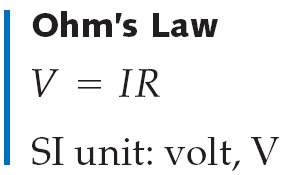 Ohm's Law
V = IR
SI unit: volt, V